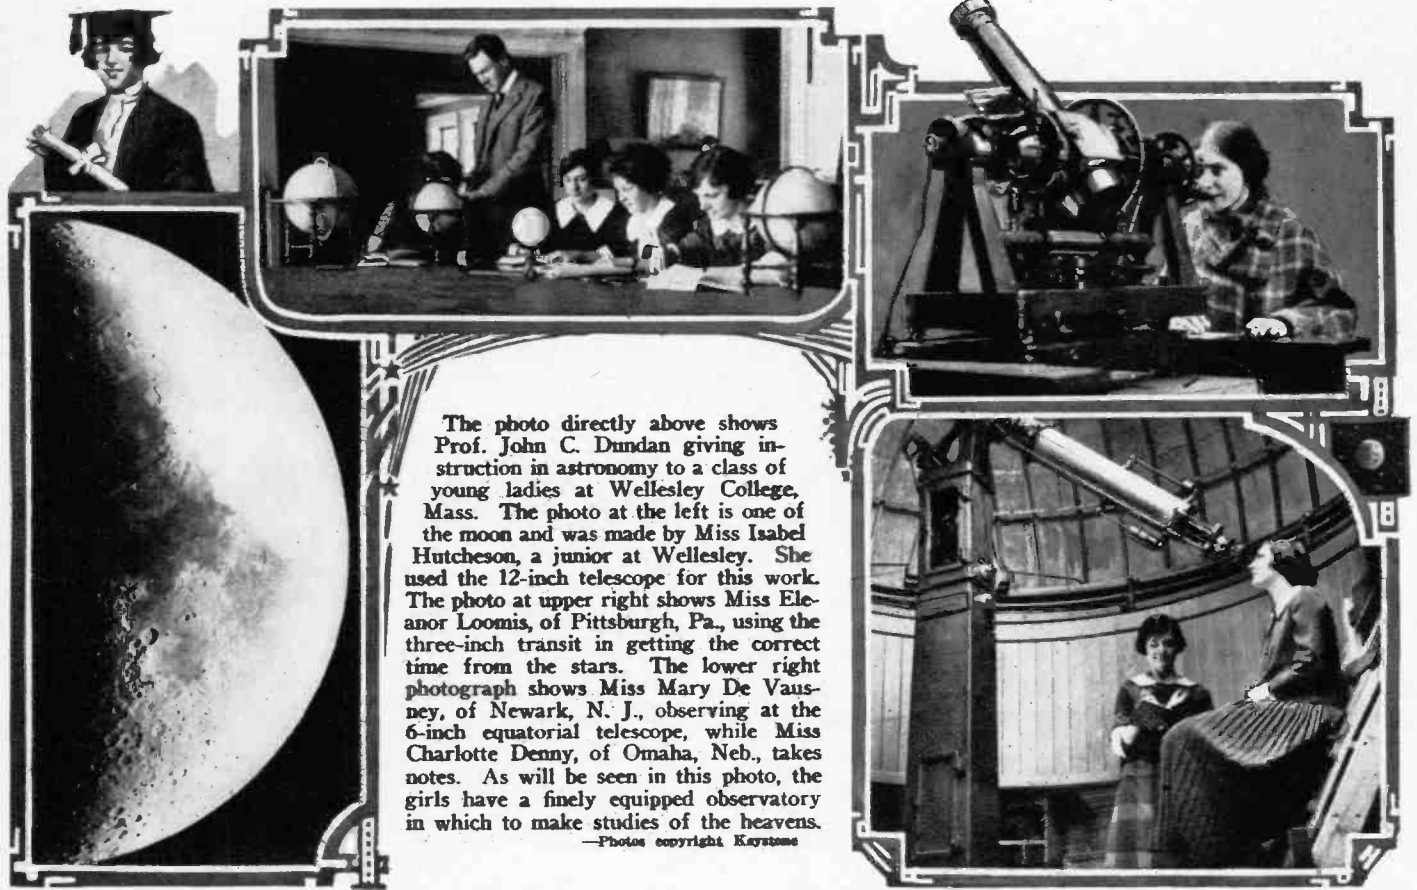 The photo directly above shows
Prof. John C. Dundan giving in-
struction in astronomy to a class of
young ladies at Wellesley College,
Mass. The photo at the left is one of
the moon and was made by Miss Isabel
Hutcheson, a junior at Wellesley. She
used the 12-inch telescope for this work.
The photo at upper right shows Miss Ele-
anor Loomis, of Pittsburgh, Pa., using the
three-inch transit in getting the correct
time from the stars. The lower right
photograph shows Miss Mary De Vaus-
ney, of Newark, N. J., observing at the
6-inch equatorial telescope, while Miss
Charlotte Denny, of Omaha, Neb., takes
notes. As will be seen in this photo, the
girls have a finely equipped observatory
in which to make studies of the heavens.
—Photos copyright Keystone